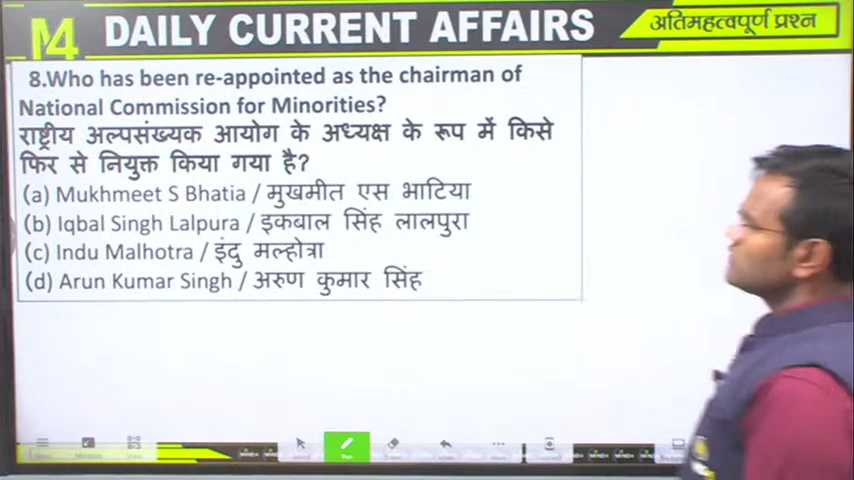 M4
DAILY CURRENT AFFAIRS
अतिमहत्वपूर्ण प्रश्न
8.Who has been re-appointed as the chairman of
National Commission for Minorities?
राष्ट्रीय अल्पसंख्यक आयोग के अध्यक्ष के रूप में किसे
फिर से नियुक्त किया गया है?
(a) Mukhmeet S Bhatia / मुखमीत एस भाटिया
(b) Iqbal Singh Lalpura / इकबाल सिंह लालपुरा
(c) Indu Malhotra / इंदु मल्होत्रा
(d) Arun Kumar Singh / अरुण कुमार सिंह